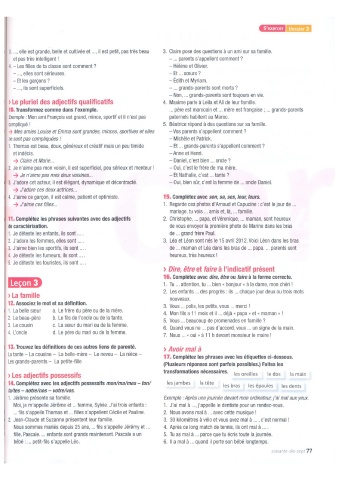 S'exercer Dossier 3
3. ..., elle est grande, belle et cultivée et ..., il est petit, pas très beau
et pas très intelligent !
4. – Les filles de ta classe sont comment ?
– ..., elles sont sérieuses.
– Et les garçons ?
– ..., ils sont superficiels.
> Le pluriel des adjectifs qualificatifs
10. Transformez comme dans l'exemple.
Exemple : Mon ami François est grand, mince, sportif et il n'est pas
compliqué !
→ Mes amies Louise et Emma sont grandes, minces, sportives et elles
ne sont pas compliquées !
1. Thomas est beau, doux, généreux et créatif mais un peu timide
et indécis.
→ Claire et Marie...
2. Je n'aime pas mon voisin, il est superficiel, pas sérieux et menteur !
→ Je n'aime pas mes deux voisines...
3. J'adore cet acteur, il est élégant, dynamique et décontracté.
→ J'adore ces deux actrices...
4. J'aime ce garçon, il est calme, patient et optimiste.
→ J'aime ces filles...
11. Complétez les phrases suivantes avec des adjectifs
de caractérisation.
1. Je déteste les enfants, ils sont ...
2. J'adore les femmes, elles sont ...
3. J'aime bien les sportifs, ils sont ...
4. Je déteste les fumeurs, ils sont ...
5. Je déteste les touristes, ils sont ...
Leçon 3
> La famille
12. Associez le mot et sa définition.
1. La belle-sœur a. Le frère du père ou de la mère.
2. Le beau-père b. Le fils de l'oncle ou de la tante.
3. Le cousin c. La sœur du mari ou de la femme.
4. L'oncle d. Le père du mari ou de la femme.
13. Trouvez les définitions de ces autres liens de parenté.
La tante – La cousine – La belle-mère – Le neveu – La nièce –
Les grands-parents – La petite-fille
> Les adjectifs possessifs
14. Complétez avec les adjectifs possessifs mon/ma/mes – ton/
ta/tes – notre/nos – votre/vos.
1. Jérôme présente sa famille.
Moi, je m'appelle Jérôme et ... femme, Sylvie. J'ai trois enfants :
... fils s'appelle Thomas et ... filles s'appellent Cécile et Pauline.
2. Jean-Claude et Suzanne présentent leur famille.
Nous sommes mariés depuis 25 ans, ... fils s'appelle Jérémy et ...
fille, Pascale. ... enfants sont grands maintenant. Pascale a un
bébé : ... petit-fils s'appelle Léo.
3. Claire pose des questions à un ami sur sa famille.
– ... parents s'appellent comment ?
– Hélène et Olivier.
– Et ... sœurs ?
– Édith et Myriam.
– ... grands-parents sont morts ?
– Non, ... grands-parents sont toujours en vie.
4. Maxime parle à Leïla et Ali de leur famille.
... père est marocain et ... mère est française ; ... grands-parents
paternels habitent au Maroc.
5. Béatrice répond à des questions sur sa famille.
– Vos parents s'appellent comment ?
– Michèle et Patrick.
– Et ... grands-parents s'appellent comment ?
– Anne et Henri.
– Daniel, c'est bien ... oncle ?
– Oui, c'est le frère de ma mère.
– Et Nathalie, c'est ... tante ?
– Oui, bien sûr, c'est la femme de ... oncle Daniel.
15. Complétez avec son, sa, ses, leur, leurs.
1. Regarde ces photos d'Arnaud et Capucine : c'est le jour de ...
mariage, tu vois ... amis et, là, ... famille.
2. Christophe, ... papa, et Véronique, ... maman, sont heureux
de vous envoyer la première photo de Marine dans les bras
de ... grand frère Paul.
3. Léa et Léon sont nés le 15 avril 2012. Voici Léon dans les bras
de ... maman et Léa dans les bras de ... papa. ... parents sont
heureux, très heureux !
> Dire, être et faire à l'indicatif présent
16. Complétez avec dire, être ou faire à la forme correcte.
1. Tu ... attention, tu ... bien « bonjour » à la dame, mon chéri !
2. Les enfants ... des progrès : ils ... chaque jour deux ou trois mots
nouveaux.
3. Vous ... polis, les petits, vous ... merci !
4. Mon fils a 11 mois et il ... déjà « papa » et « maman » !
5. Vous ... beaucoup de promenades en famille ?
6. Quand vous ne ... pas d'accord, vous ... un signe de la main.
7. Nous ... « oui » à 11 h devant monsieur le maire !
> Avoir mal à
17. Complétez les phrases avec les étiquettes ci-dessous.
(Plusieurs réponses sont parfois possibles.) Faites les
transformations nécessaires.
les oreilles le dos la main
les jambes la tête les bras les épaules les dents
Exemple : Après une journée devant mon ordinateur, j'ai mal aux yeux.
1. J'ai mal à ..., j'appelle le dentiste pour un rendez-vous.
2. Nous avons mal à ... avec cette musique !
3. 30 kilomètres à vélo et vous avez mal à ..., c'est normal !
4. Après ce long match de tennis, ils ont mal à ...
5. Tu as mal à ... parce que tu écris toute la journée.
6. Il a mal à ... quand il porte son bébé longtemps.
soixante-dix-sept 77